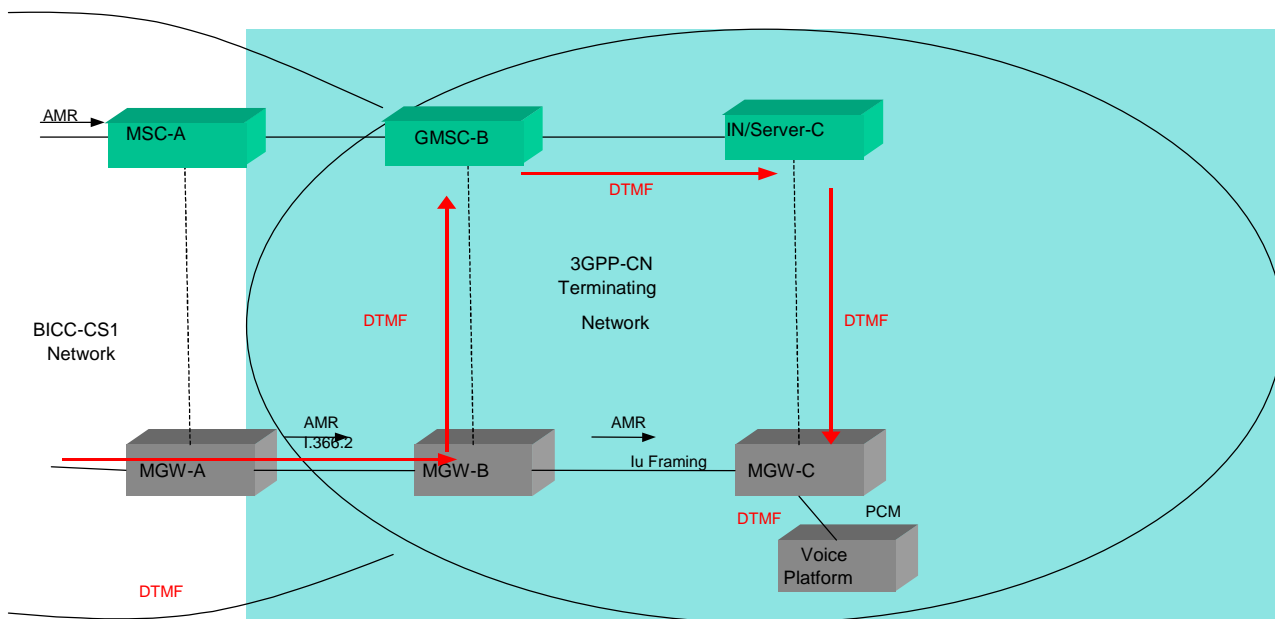 AMR
MSC-A
GMSC-B
IN/Server-C
DTMF
3GPP-CN
Terminating
Network
DTMF
DTMF
BICC-CS1
Network
AMR
I.366.2
AMR
Iu Framing
MGW-A
MGW-B
MGW-C
DTMF
PCM
Voice
Platform
DTMF